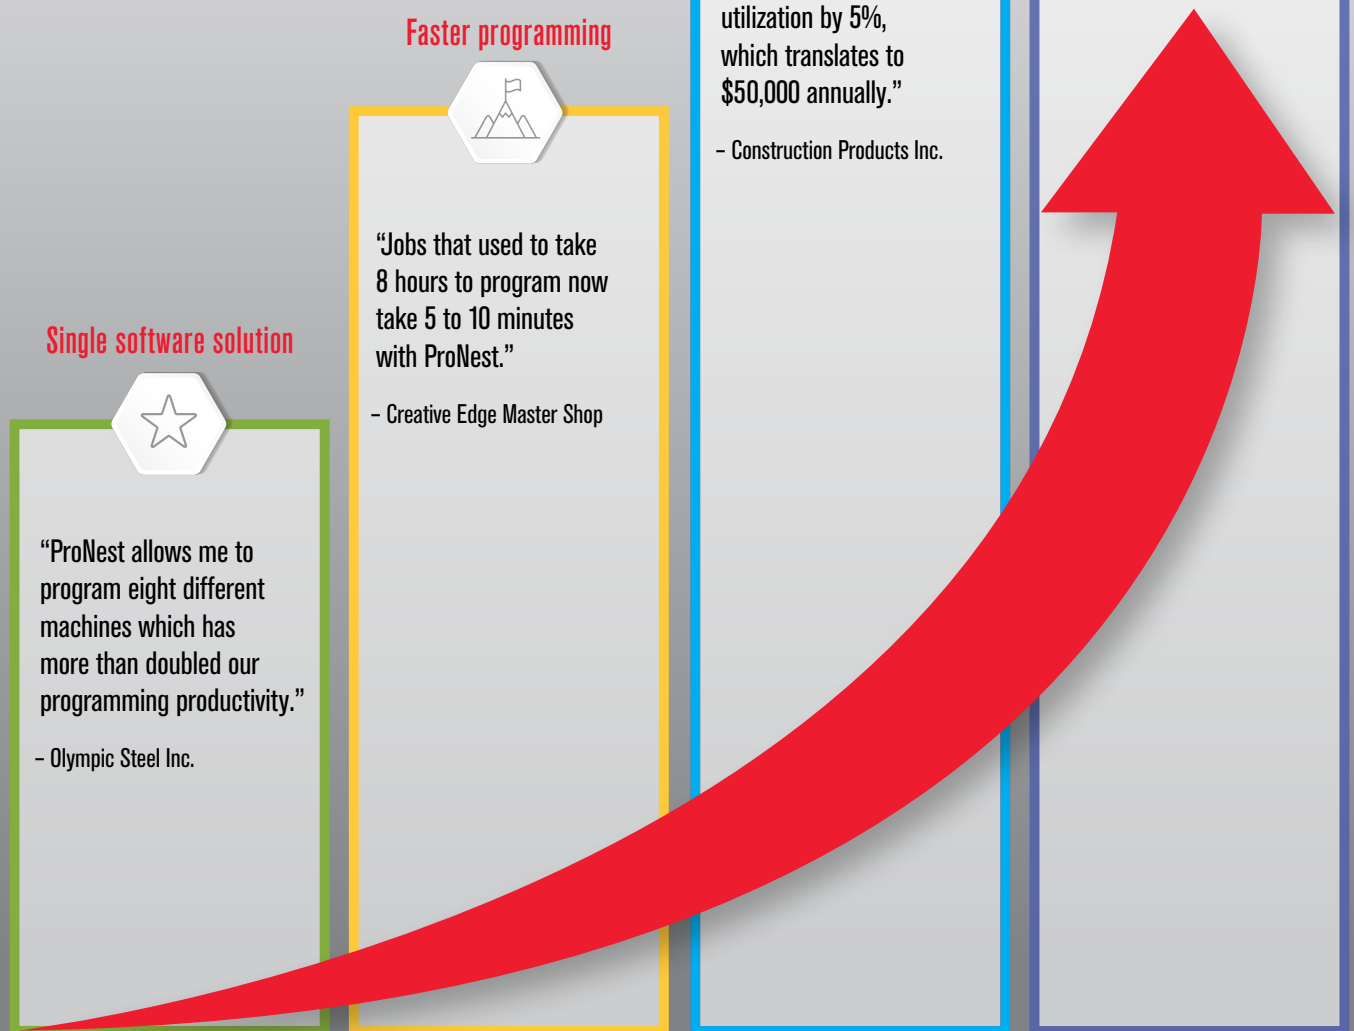 Single software solution
“ProNest allows me to
program eight different
machines which has
more than doubled our
programming productivity.”
– Olympic Steel Inc.
Faster programming
“Jobs that used to take
8 hours to program now
take 5 to 10 minutes
with ProNest.”
– Creative Edge Master Shop
utilization by 5%,
which translates to
$50,000 annually.”
– Construction Products Inc.